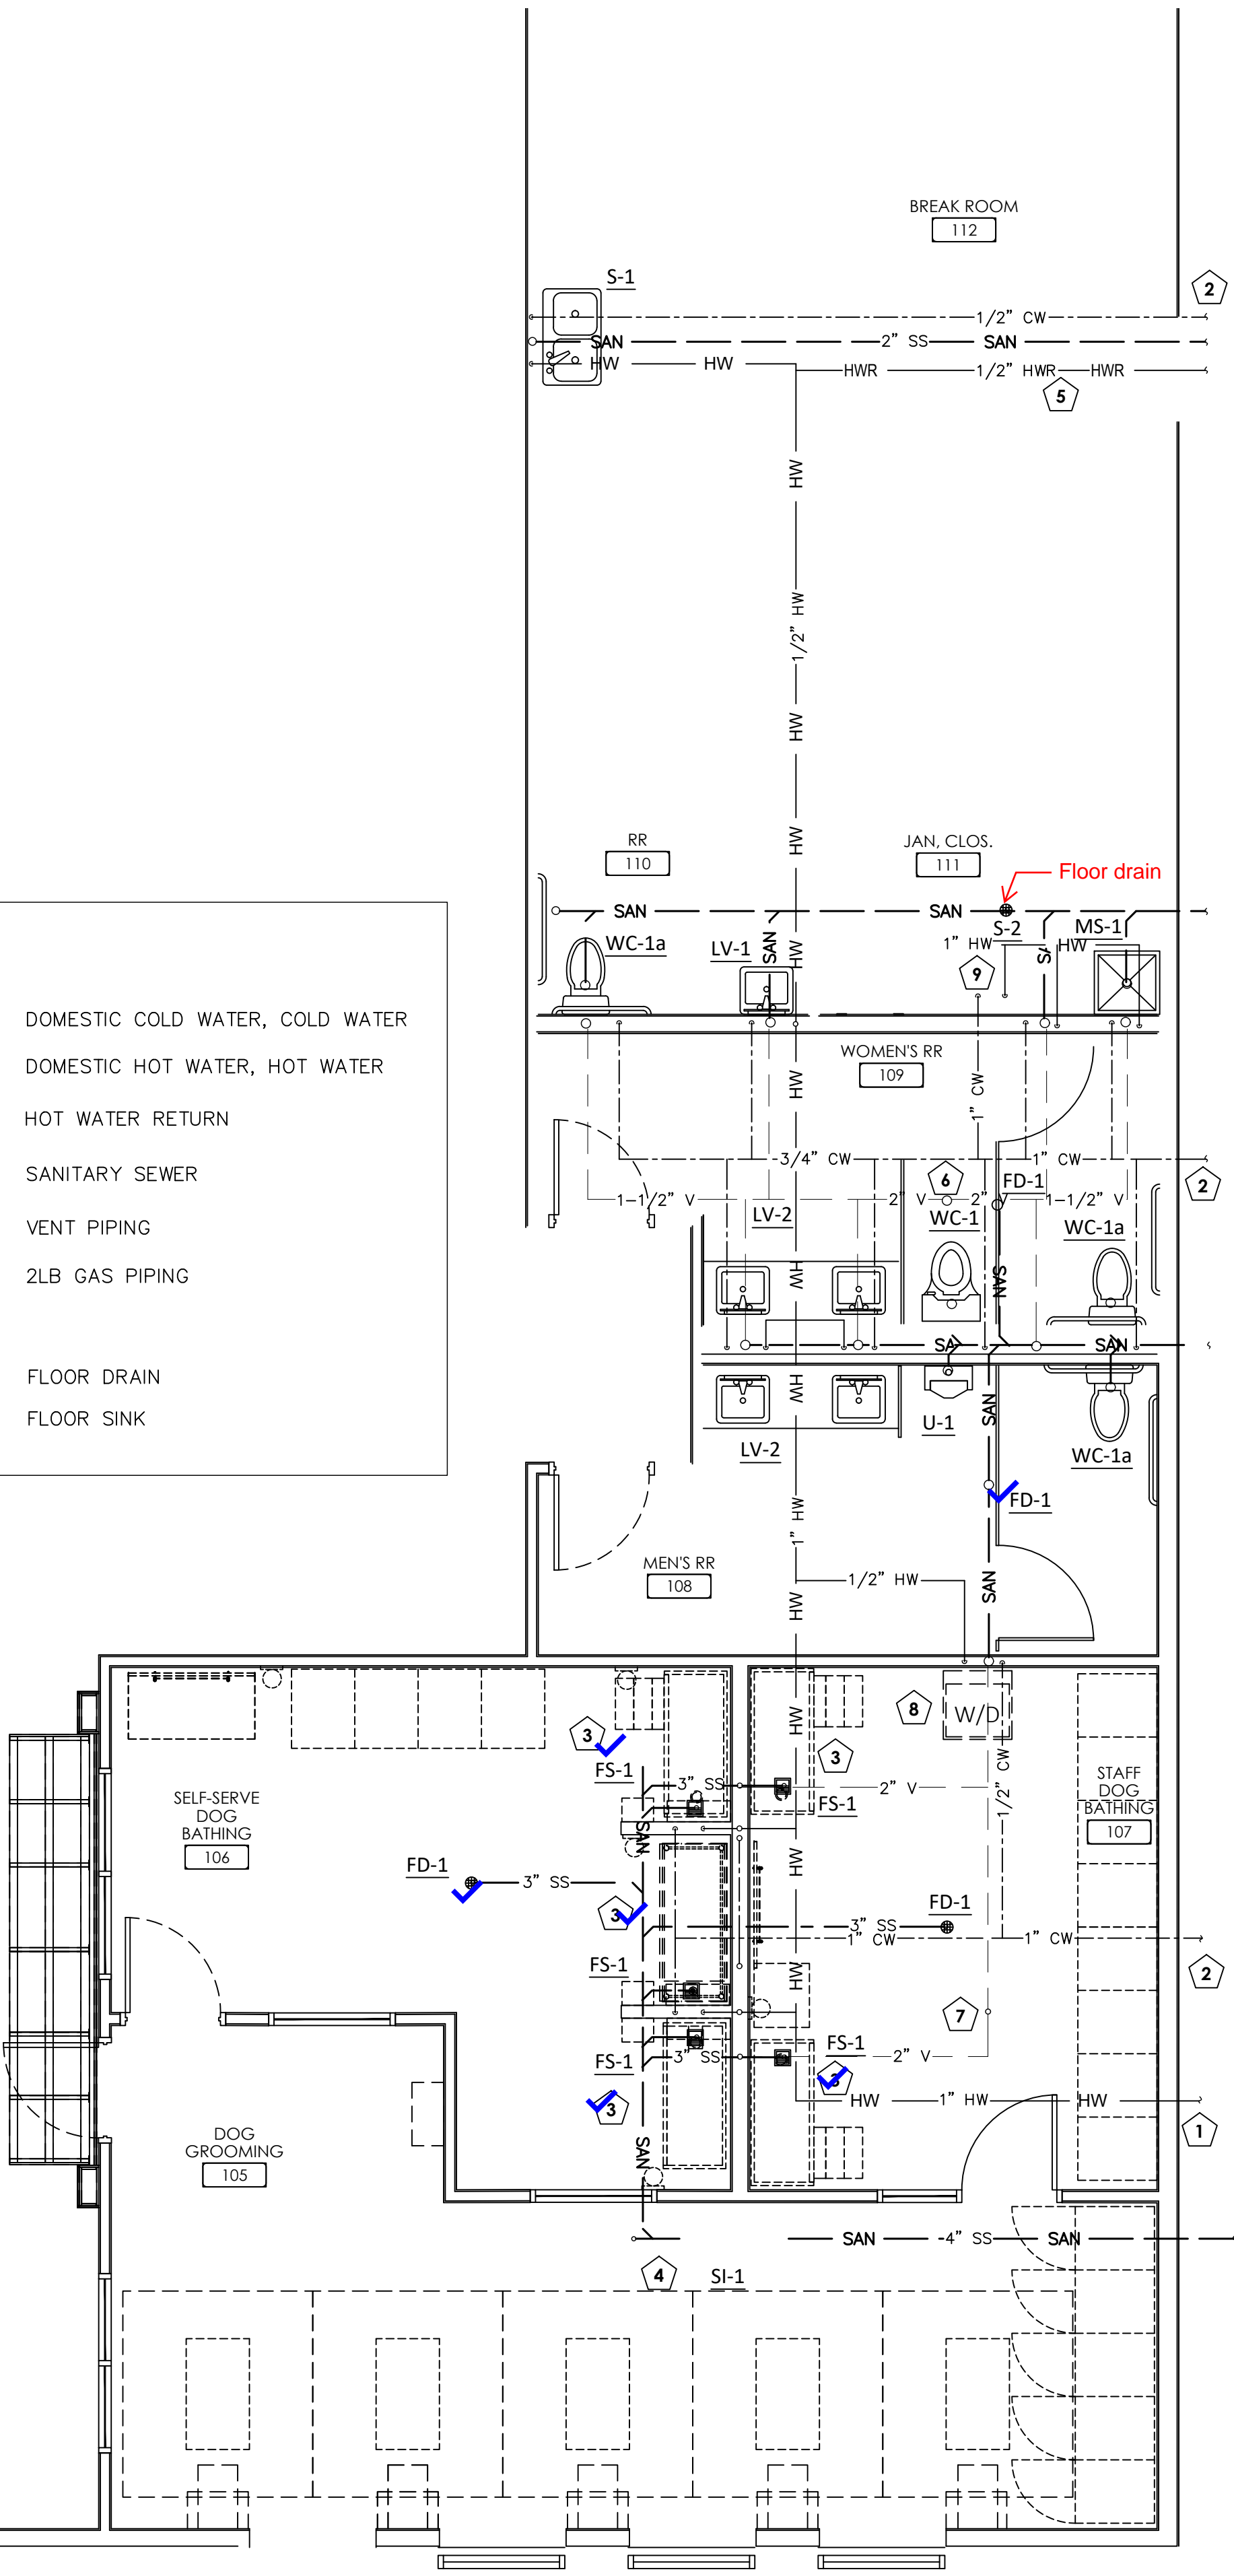 BREAK ROOM
112
S-1
2
1/2" CW
SAN
2" SS
SAN
HW
HW
HWR
1/2" HWR
HWR
5
HW
1/2" HW
HW
HW
RR
110
JAN, CLOS.
111
Floor drain
SAN
SAN
WC-1a
LV-1
SAN
HW
1" HW
S-2
MS-1
HW
9
DOMESTIC COLD WATER, COLD WATER
DOMESTIC HOT WATER, HOT WATER
HOT WATER RETURN
SANITARY SEWER
VENT PIPING
2LB GAS PIPING
FLOOR DRAIN
FLOOR SINK
WOMEN'S RR
109
HW
1" CW
3/4" CW
1" CW
6
FD-1
2
1-1/2" V
2" V
2" V
1-1/2" V
LV-2
WC-1
WC-1a
HW
SAN
SA
SAN
HW
SAN
LV-2
U-1
WC-1a
FD-1
1" HW
MEN'S RR
108
1/2" HW
HW
SAN
3
HW
8
W/D
3
FS-1
3" SS
2" V
1/2" CW
STAFF
DOG
BATHING
107
SELF-SERVE
DOG
BATHING
106
FS-1
SAN
HW
FD-1
3" SS
3
FD-1
3" SS
1" CW
1" CW
FS-1
HW
2
7
FS-1
FS-1
3" SS
2" V
3
3
HW
1" HW
HW
1
DOG
GROOMING
105
SAN
SAN
4" SS
SAN
4
SI-1